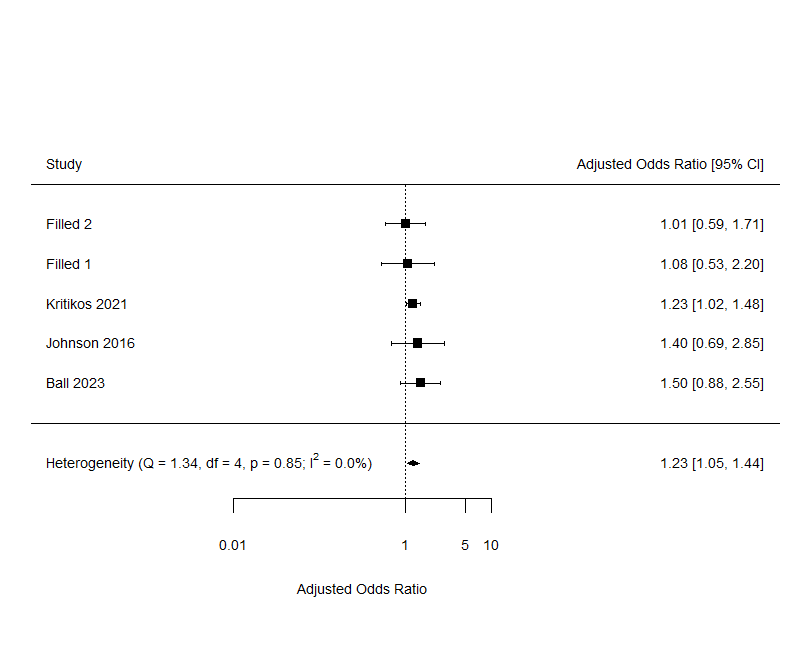 Study Adjusted Odds Ratio [95% CI]
Filled 2 1.01 [0.59, 1.71]
Filled 1 1.08 [0.53, 2.20]
Kritikos 2021 1.23 [1.02, 1.48]
Johnson 2016 1.40 [0.69, 2.85]
Ball 2023 1.50 [0.88, 2.55]
Heterogeneity (Q = 1.34, df = 4, p = 0.85; I² = 0.0%) 1.23 [1.05, 1.44]
0.01 1 5 10
Adjusted Odds Ratio